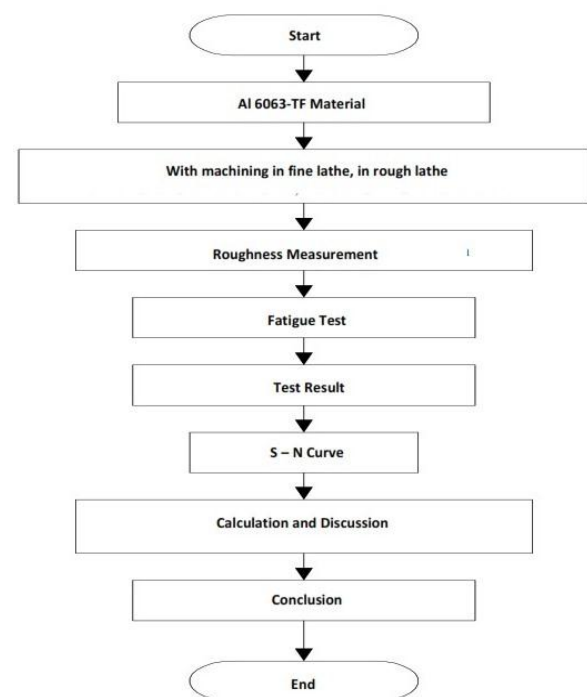 Start
Al 6063-TF Material
With machining in fine lathe, in rough lathe
Roughness Measurement
Fatigue Test
Test Result
S – N Curve
Calculation and Discussion
Conclusion
End